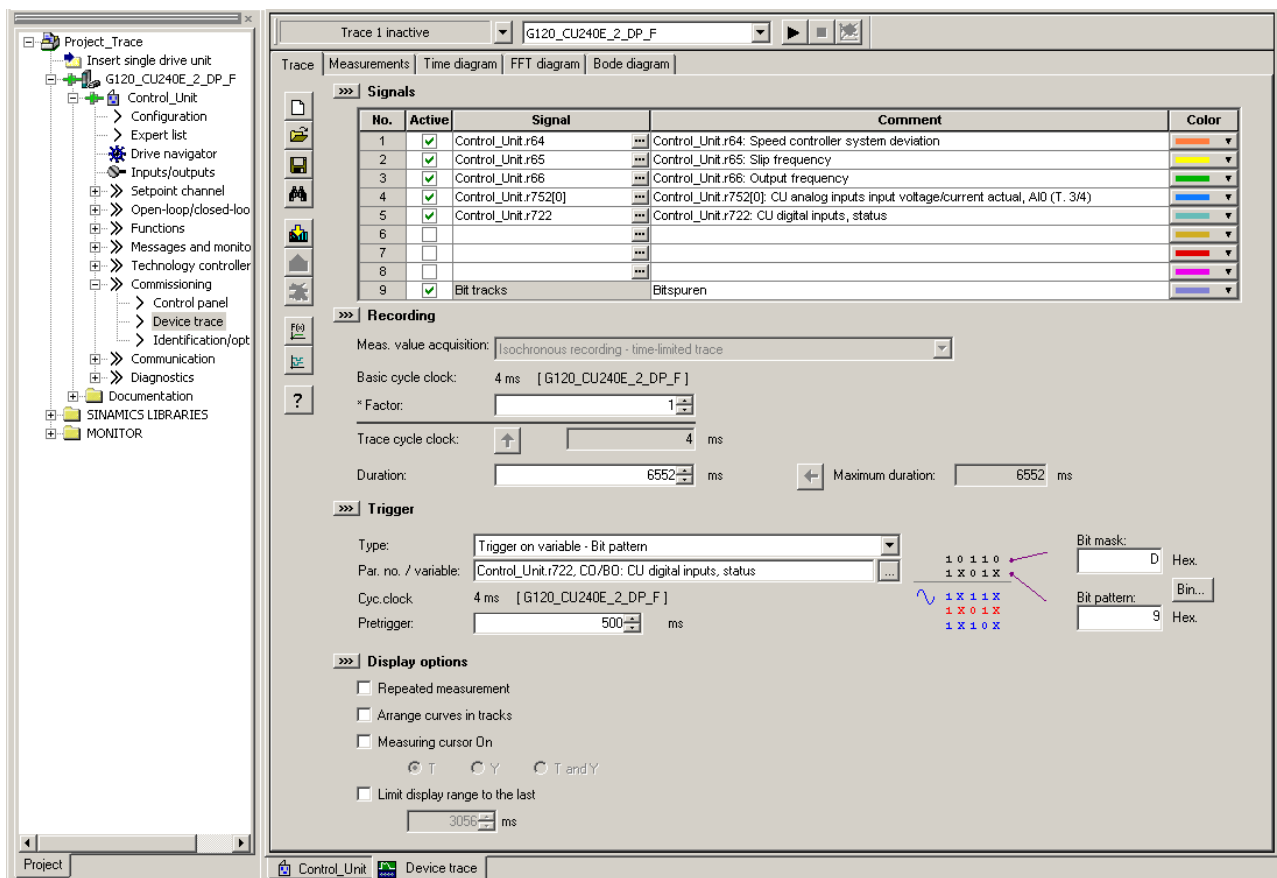 Project_Trace
Insert single drive unit
G120_CU240E_2_DP_F
Control_Unit
Configuration
Expert list
Drive navigator
Inputs/outputs
Setpoint channel
Open-loop/closed-loo
Functions
Messages and monito
Technology controller
Commissioning
Control panel
Device trace
Identification/opt
Communication
Diagnostics
Documentation
SINAMICS LIBRARIES
MONITOR
Project
Trace 1 inactive G120_CU240E_2_DP_F
Trace Measurements Time diagram FFT diagram Bode diagram
>>> Signals
No. Active Signal Comment Color
1 Control_Unit.r64 ... Control_Unit.r64: Speed controller system deviation
2 Control_Unit.r65 ... Control_Unit.r65: Slip frequency
3 Control_Unit.r66 ... Control_Unit.r66: Output frequency
4 Control_Unit.r752[0] ... Control_Unit.r752[0]: CU analog inputs input voltage/current actual, AI0 (T. 3/4)
5 Control_Unit.r722 ... Control_Unit.r722: CU digital inputs, status
6 ...
7 ...
8 ...
9 Bit tracks Bitspuren
F(x)
?
>>> Recording
Meas. value acquisition: Isochronous recording - time-limited trace
Basic cycle clock: 4 ms [ G120_CU240E_2_DP_F ]
* Factor: 1
Trace cycle clock: 4 ms
Duration: 6552 ms Maximum duration: 6552 ms
>>> Trigger
Type: Trigger on variable - Bit pattern
Par. no. / variable: Control_Unit.r722, CO/BO: CU digital inputs, status ...
Cyc.clock 4 ms [ G120_CU240E_2_DP_F ]
Pretrigger: 500 ms
1 0 1 1 0
1 X 0 1 X
1 X 1 1 X
1 X 0 1 X
1 X 1 0 X
Bit mask:
D Hex.
Bin...
Bit pattern:
9 Hex.
>>> Display options
Repeated measurement
Arrange curves in tracks
Measuring cursor On
T Y T and Y
Limit display range to the last
3056 ms
Control_Unit Device trace